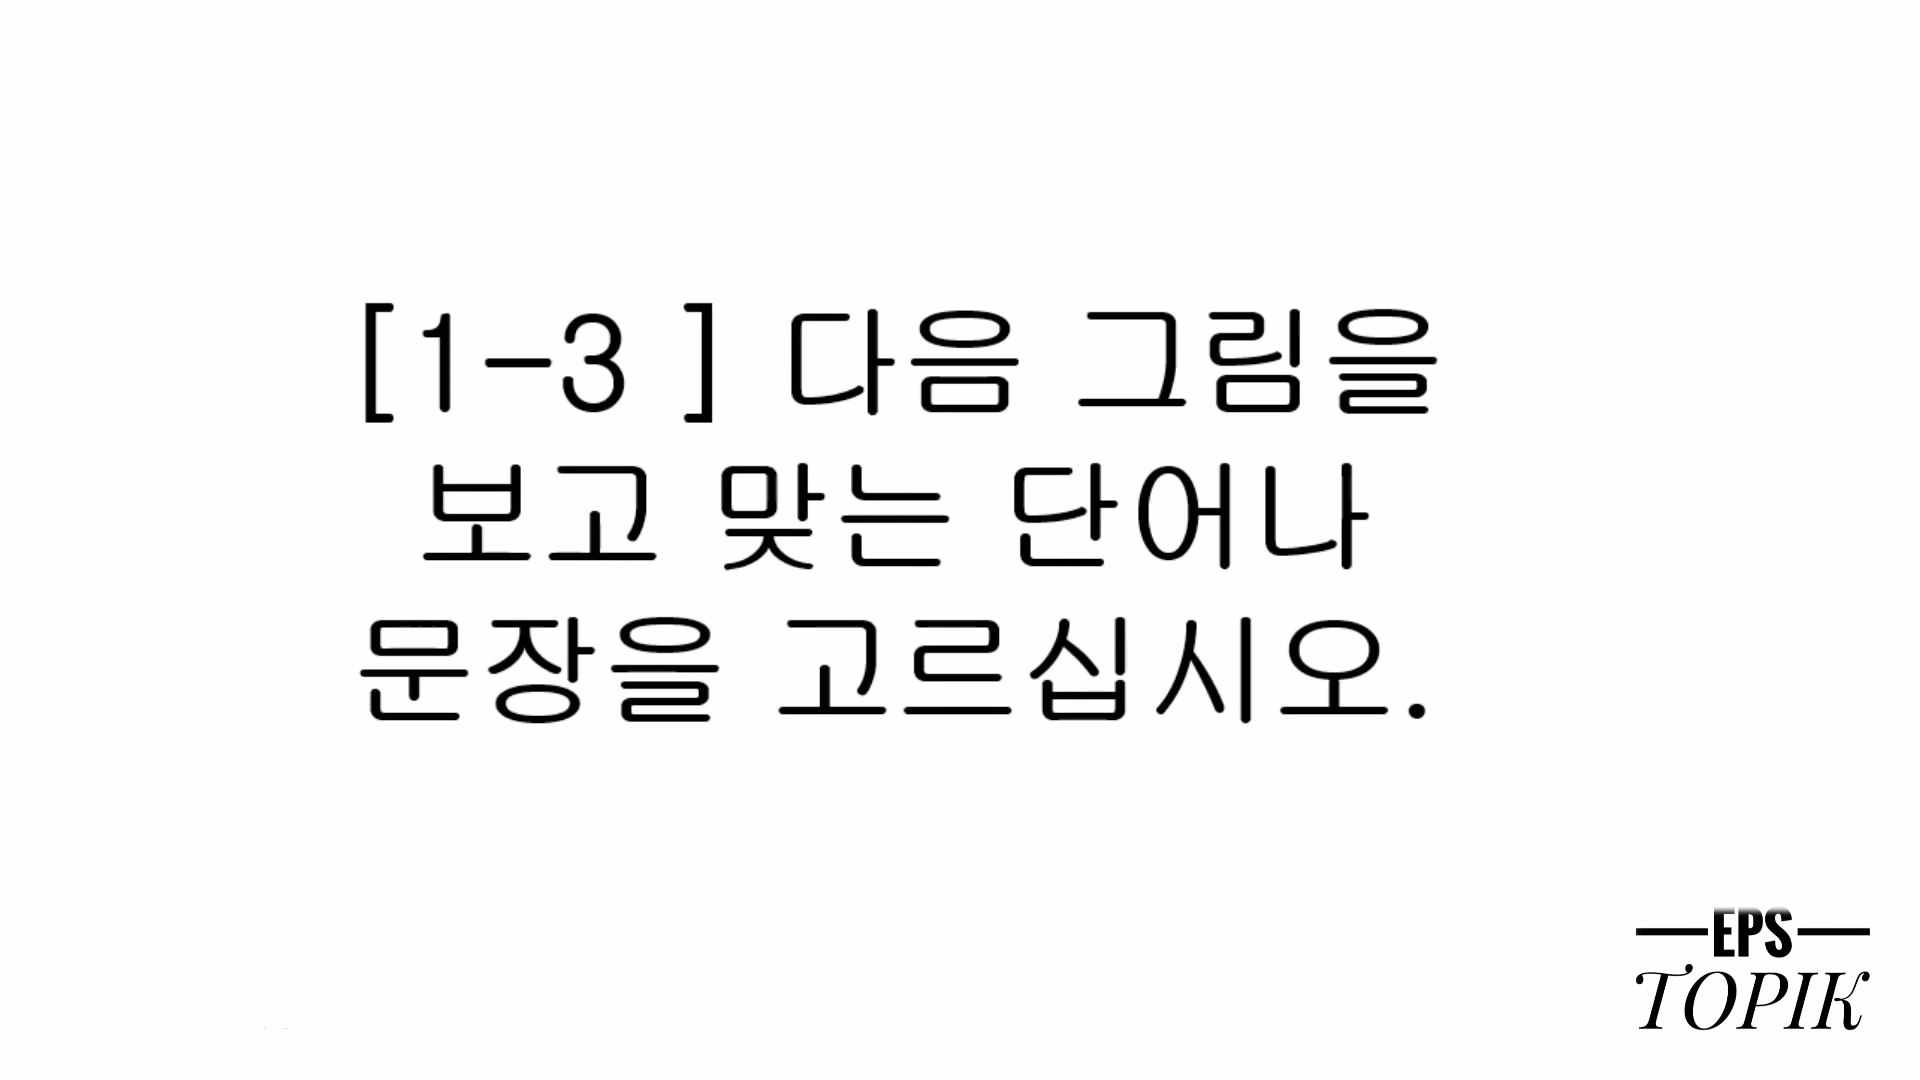 [1-3 ] 다음 그림을
보고 맞는 단어나
문장을 고르십시오.
EPS
TOPIK